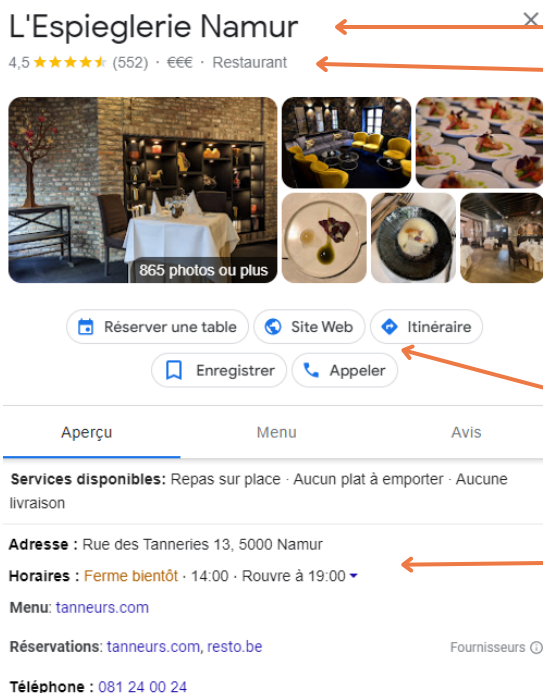 L'Espieglerie Namur
4,5 (552) · €€€ · Restaurant
865 photos ou plus
Réserver une table
Site Web
Itinéraire
Enregistrer
Appeler
Aperçu
Menu
Avis
Services disponibles: Repas sur place · Aucun plat à emporter · Aucune
livraison
Adresse : Rue des Tanneries 13, 5000 Namur
Horaires : Ferme bientôt · 14:00 · Rouvre à 19:00
Menu: tanneurs.com
Réservations: tanneurs.com, resto.be
Fournisseurs
Téléphone : 081 24 00 24